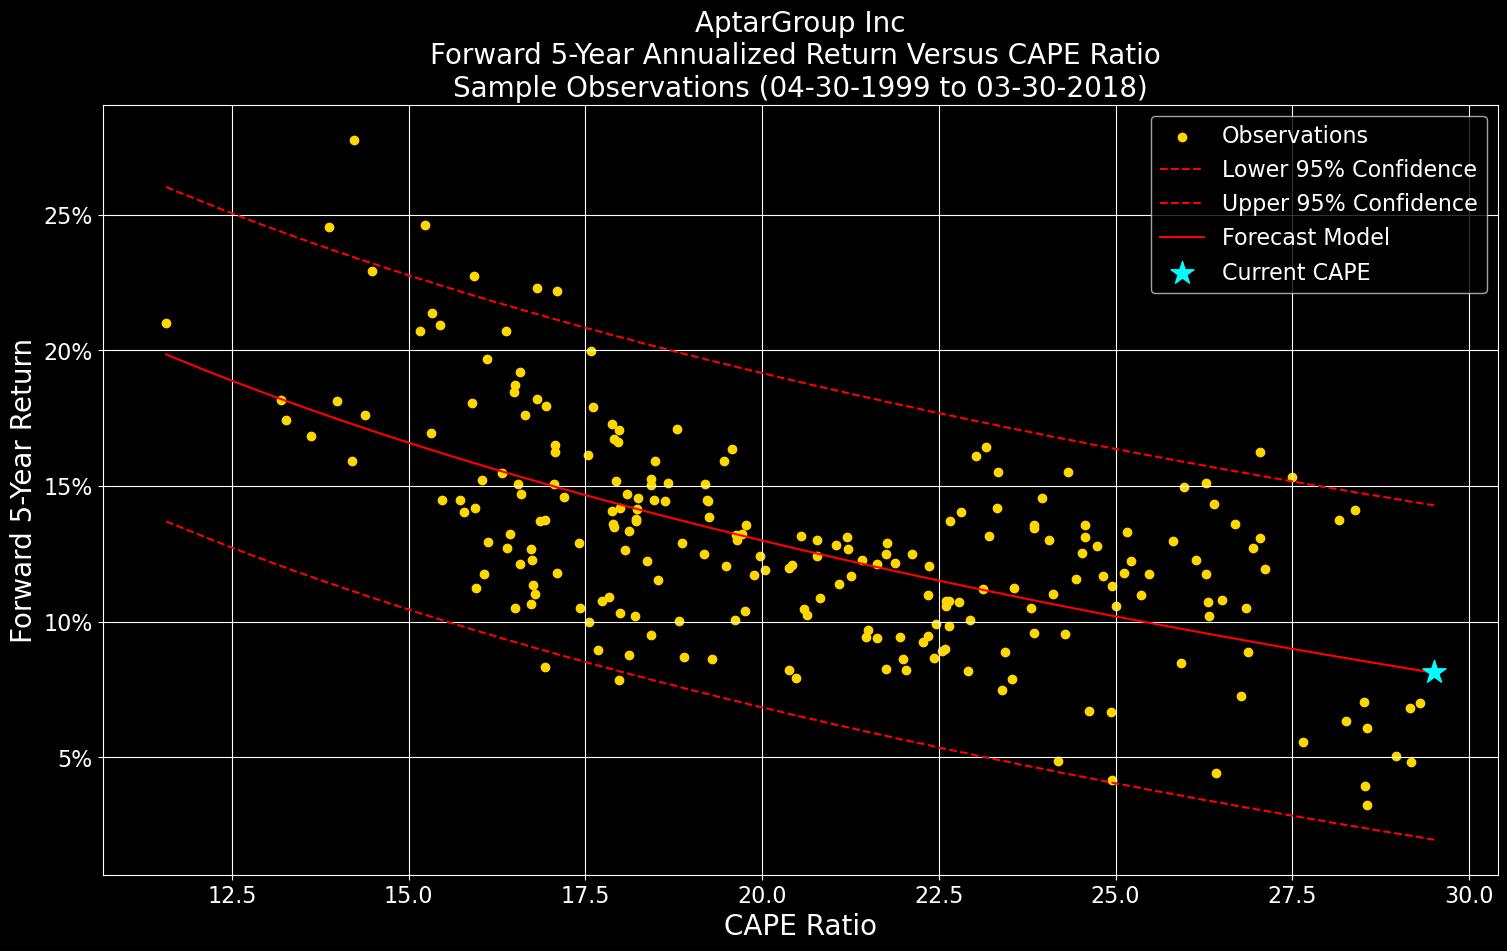 AptarGroup Inc
Forward 5-Year Annualized Return Versus CAPE Ratio
Sample Observations (04-30-1999 to 03-30-2018)
Observations
Lower 95% Confidence
Upper 95% Confidence
Forecast Model
Current CAPE
Forward 5-Year Return
25%
20%
15%
10%
5%
12.5
15.0
17.5
20.0
22.5
25.0
27.5
30.0
CAPE Ratio